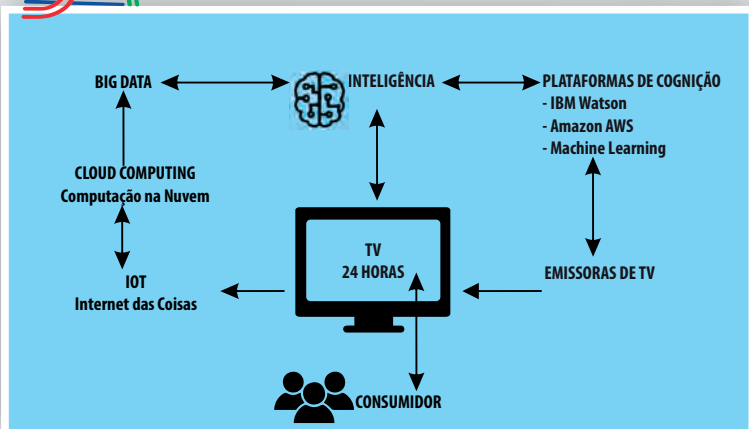 BIG DATA
INTELIGÊNCIA
PLATAFORMAS DE COGNIÇÃO
- IBM Watson
- Amazon AWS
- Machine Learning
CLOUD COMPUTING
Computação na Nuvem
TV
24 HORAS
IOT
Internet das Coisas
EMISSORAS DE TV
CONSUMIDOR